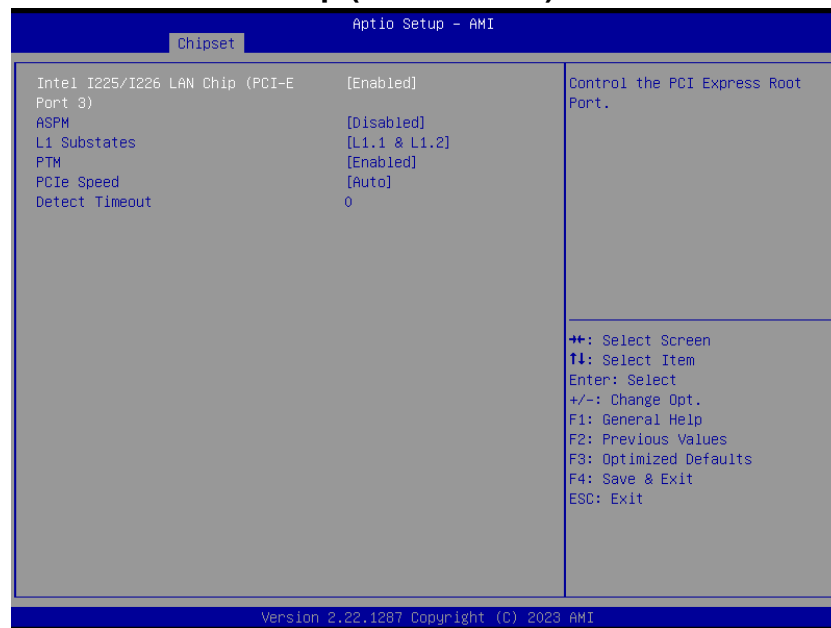 Aptio Setup – AMI
Chipset
Intel I225/I226 LAN Chip (PCI-E [Enabled]
Port 3)
ASPM [Disabled]
L1 Substates [L1.1 & L1.2]
PTM [Enabled]
PCIe Speed [Auto]
Detect Timeout 0
Control the PCI Express Root
Port.
→←: Select Screen
↑↓: Select Item
Enter: Select
+/-: Change Opt.
F1: General Help
F2: Previous Values
F3: Optimized Defaults
F4: Save & Exit
ESC: Exit
Version 2.22.1287 Copyright (C) 2023 AMI